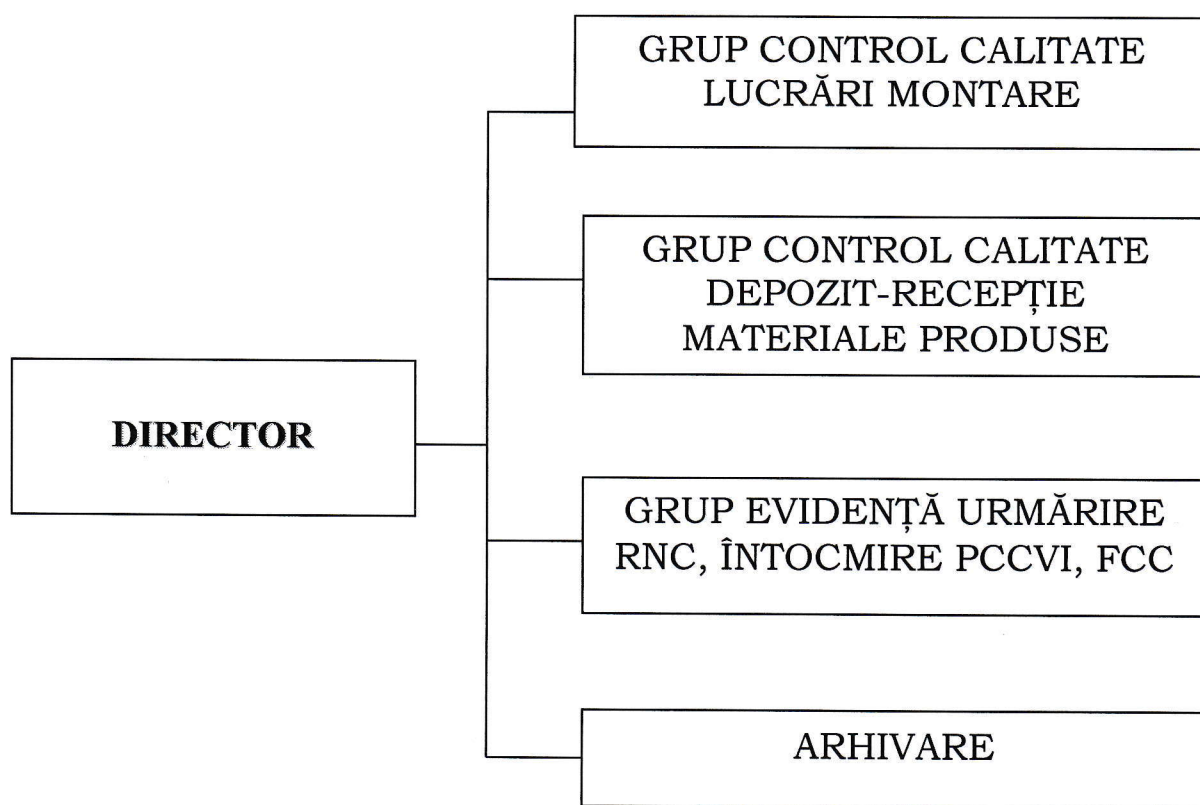 GRUP CONTROL CALITATE
LUCRĂRI MONTARE
GRUP CONTROL CALITATE
DEPOZIT-RECEPȚIE
MATERIALE PRODUSE
DIRECTOR
GRUP EVIDENȚĂ URMĂRIRE
RNC, ÎNTOCMIRE PCCVI, FCC
ARHIVARE